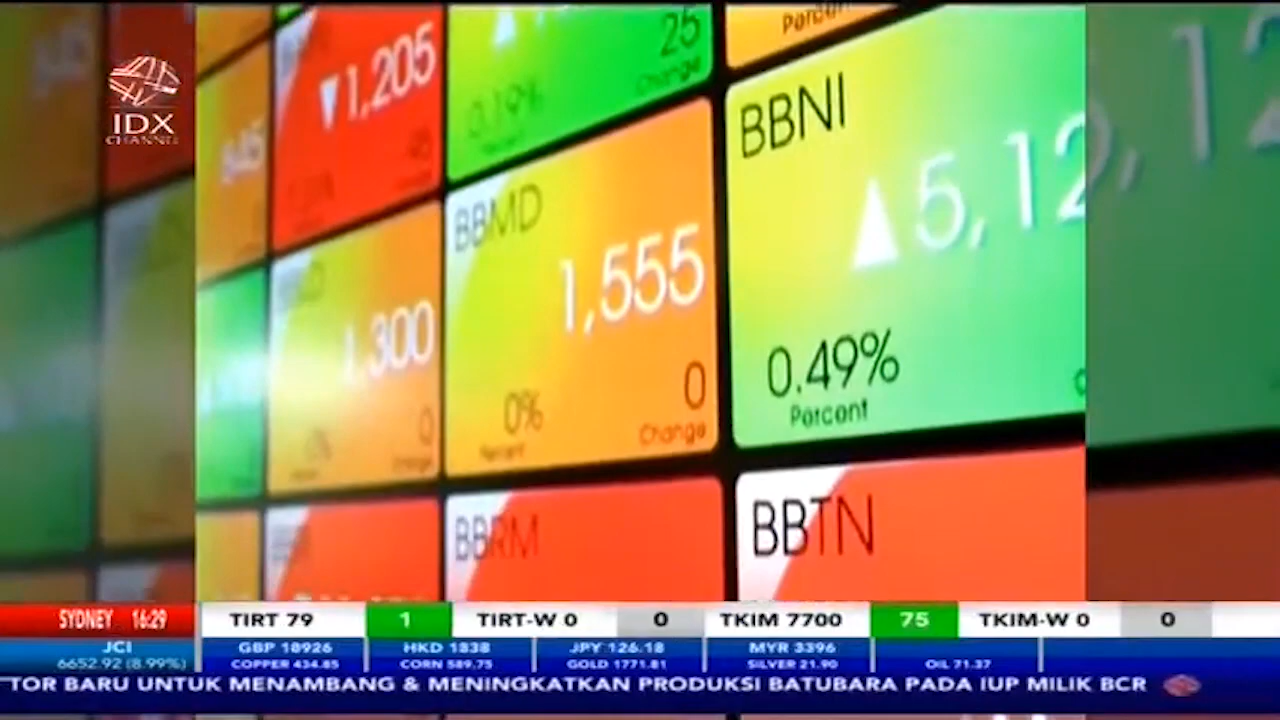 IDX
CHANNEL
1,205
25
Change
0.19%
Percent
BBNI
645
BBMD
5,12
1,555
1,300
0.49%
Percent
0%
0
Change
BBRM
BBTN
SYDNEY 16:29 TIRT 79 1 TIRT-W 0 0 TKIM 7700 75 TKIM-W 0 0
JCI GBP 18926 HKD 1838 JPY 126.18 MYR 3396
6652.92 (8.99%) COPPER 434.85 CORN 589.75 GOLD 1771.81 SILVER 21.90 OIL 71.37
TOR BARU UNTUK MENAMBANG & MENINGKATKAN PRODUKSI BATUBARA PADA IUP MILIK BCR